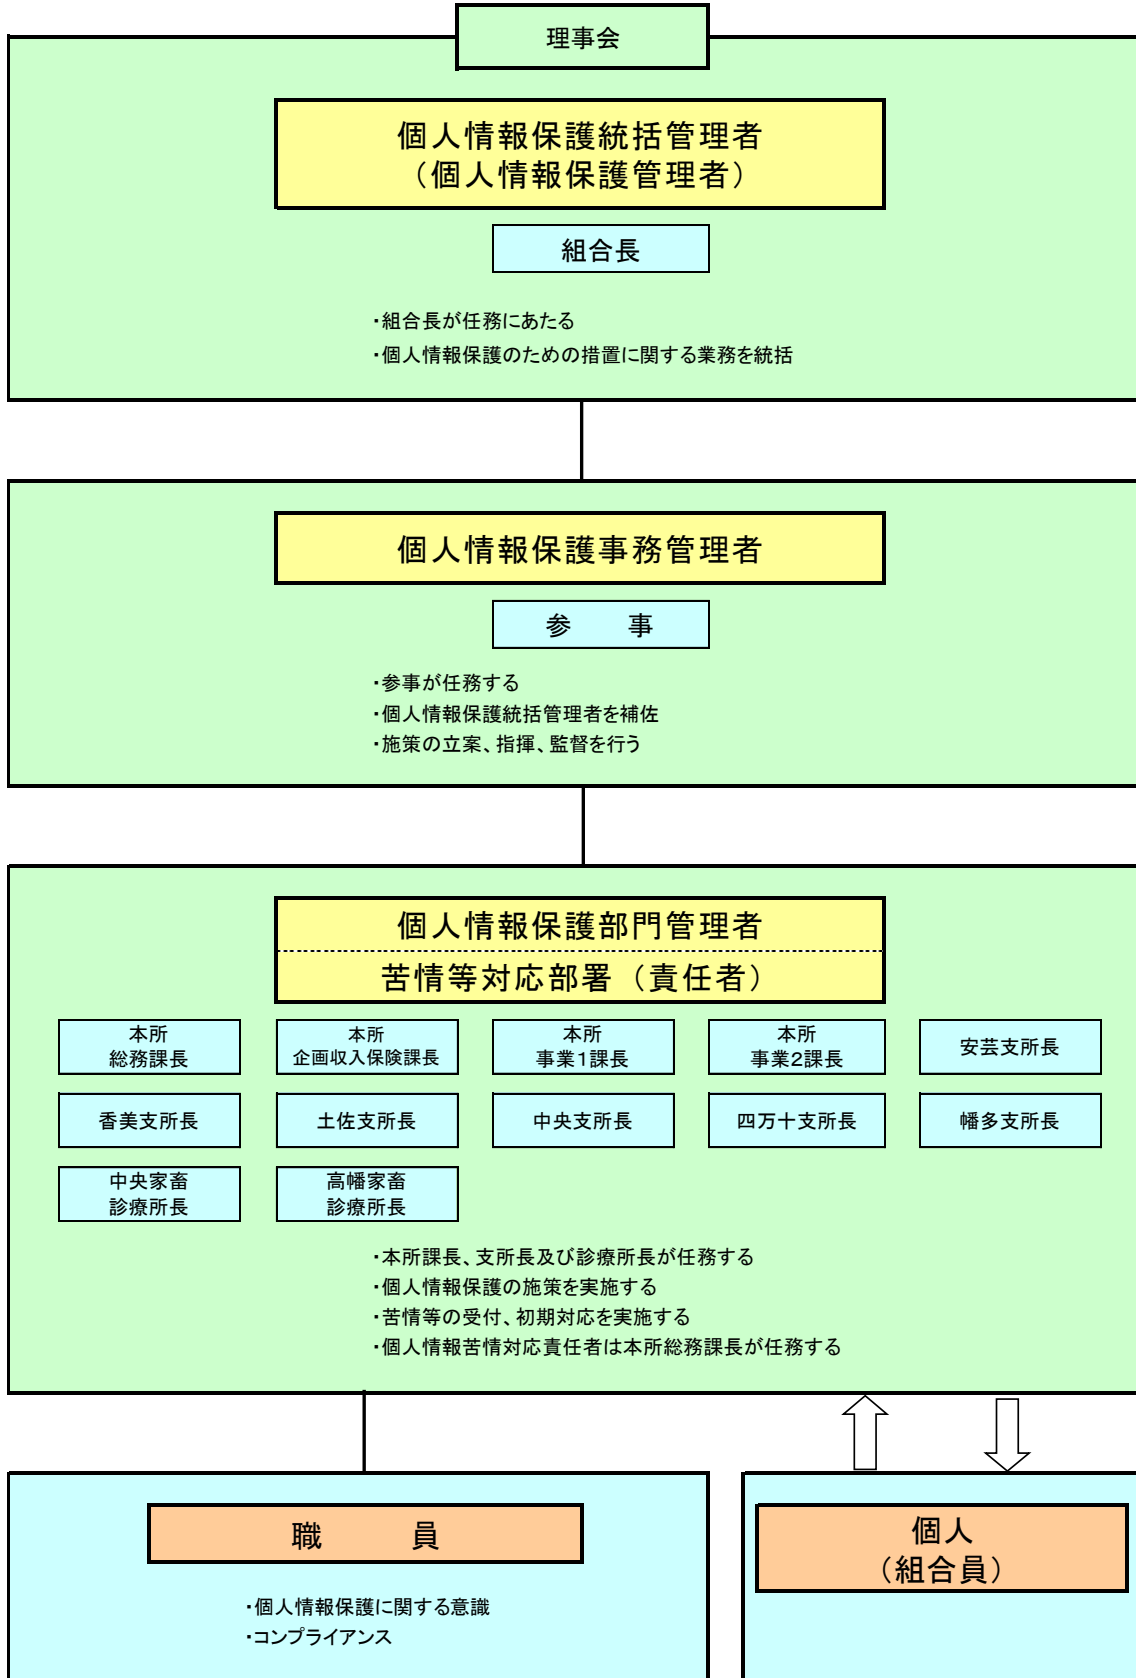 理事会
個人情報保護統括管理者
（個人情報保護管理者）
組合長
・組合長が任務にあたる
・個人情報保護のための措置に関する業務を統括
個人情報保護事務管理者
参　　事
・参事が任務する
・個人情報保護統括管理者を補佐
・施策の立案、指揮、監督を行う
個人情報保護部門管理者
苦情等対応部署（責任者）
本所
総務課長
本所
企画収入保険課長
本所
事業１課長
本所
事業２課長
安芸支所長
香美支所長
土佐支所長
中央支所長
四万十支所長
幡多支所長
中央家畜
診療所長
高幡家畜
診療所長
・本所課長、支所長及び診療所長が任務する
・個人情報保護の施策を実施する
・苦情等の受付、初期対応を実施する
・個人情報苦情対応責任者は本所総務課長が任務する
職　　員
・個人情報保護に関する意識
・コンプライアンス
個人
（組合員）